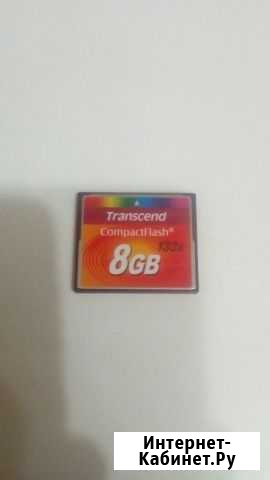 Transcend
CompactFlash®
133x
8GB
Интернет-
Кабинет.Ру